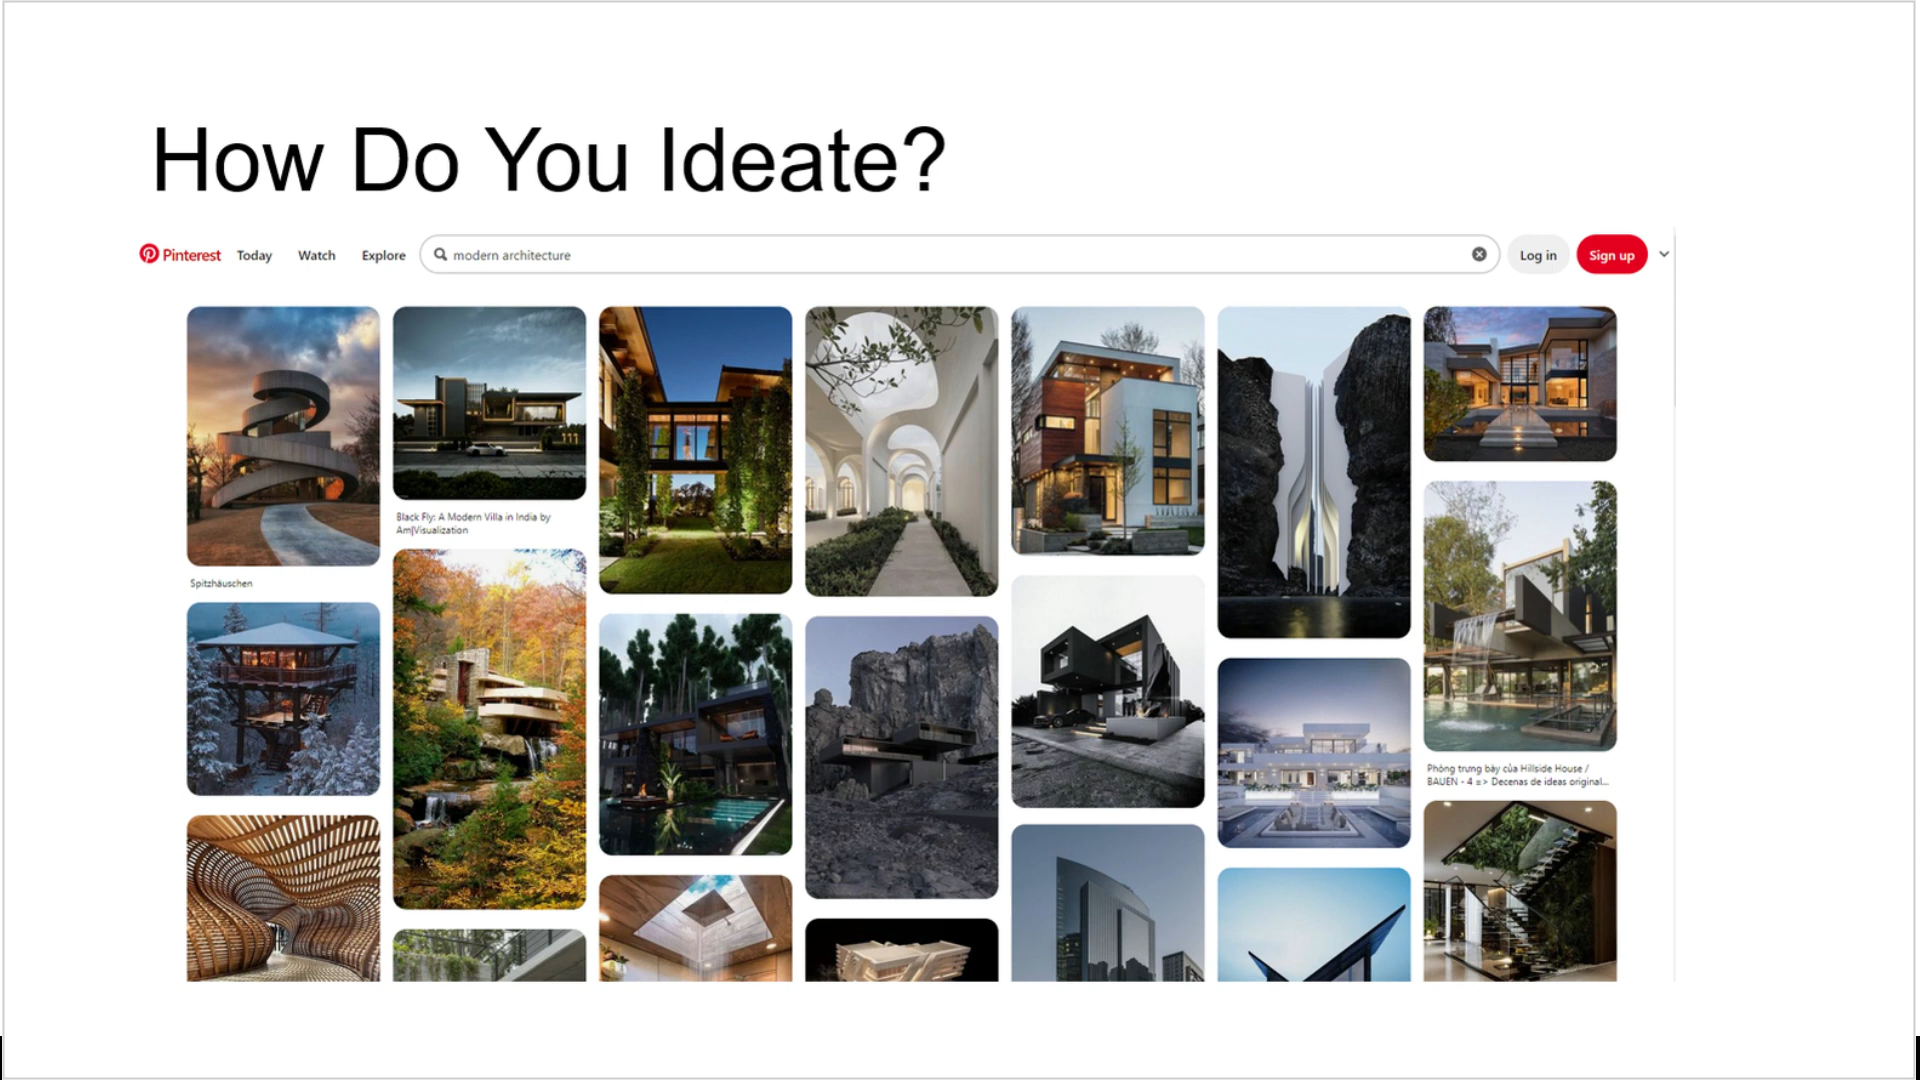 How Do You Ideate?
Pinterest Today Watch Explore modern architecture Log in Sign up
111
Black Fly: A Modern Villa in India by
Am|Visualization
Spitzhäuschen
Phòng trưng bày của Hillside House /
BAUEN - 4 => Decenas de ideas original...